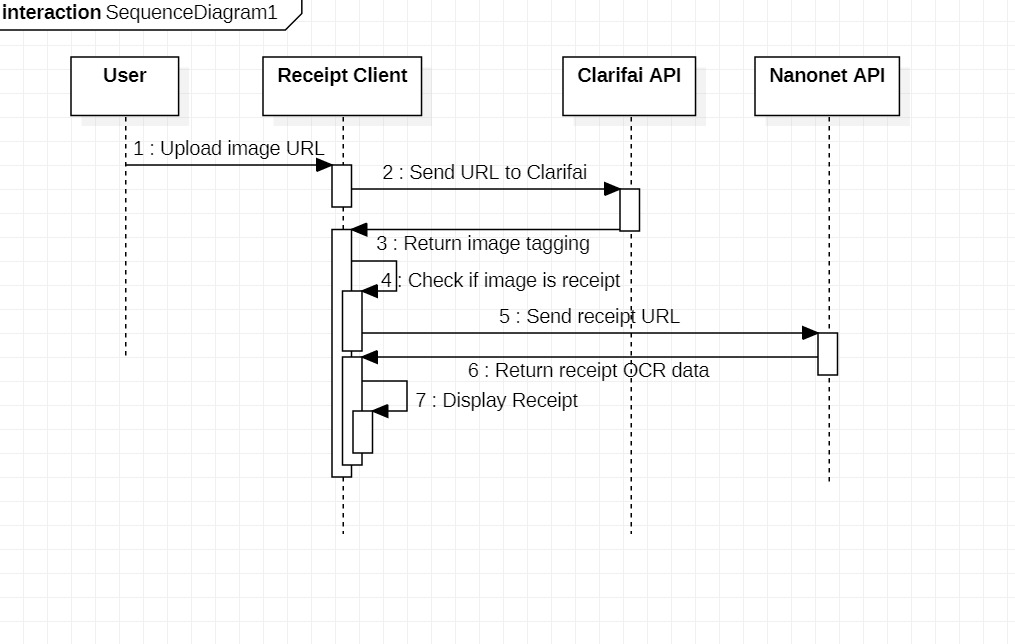 interaction SequenceDiagram1
User
Receipt Client
Clarifai API
Nanonet API
1 : Upload image URL
2 : Send URL to Clarifai
3 : Return image tagging
4 : Check if image is receipt
5 : Send receipt URL
6 : Return receipt OCR data
7 : Display Receipt